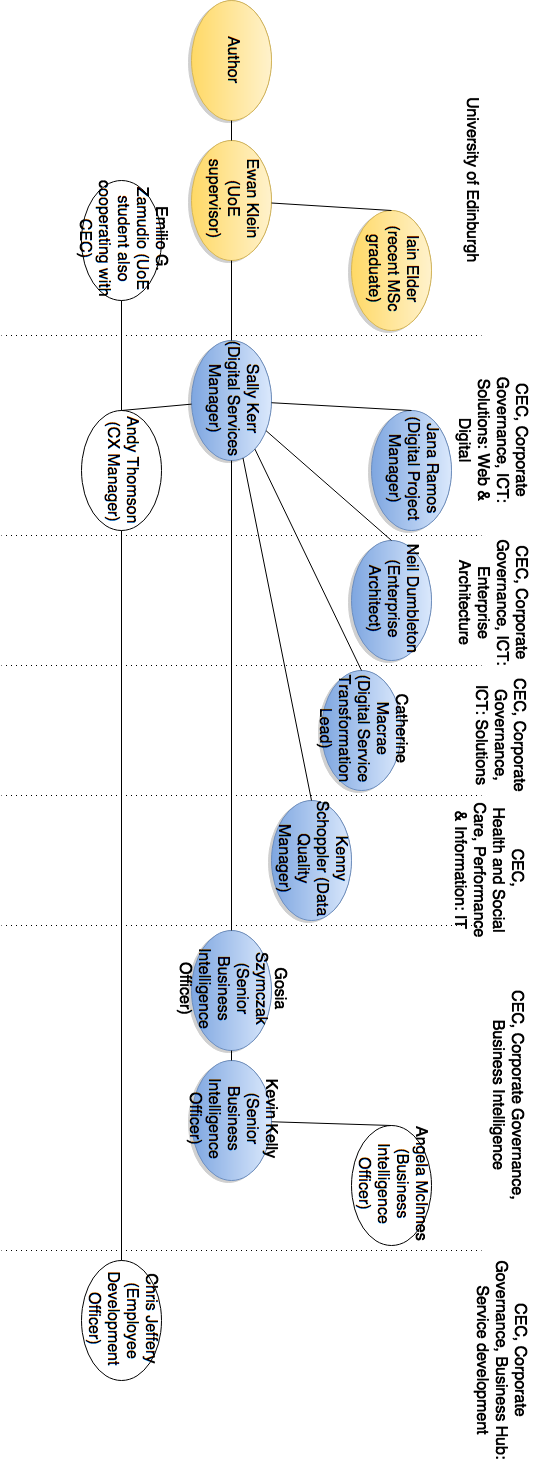 University of Edinburgh
CEC, Corporate
Governance, ICT:
Solutions: Web &
Digital
CEC, Corporate
Governance, ICT:
Enterprise
Architecture
CEC, Corporate
Governance,
ICT: Solutions
CEC,
Health and Social
Care, Performance
& Information: IT
CEC, Corporate Governance,
Business Intelligence
CEC, Corporate
Governance, Business Hub:
Service development
Iain Elder
(recent MSc
graduate)
Jana Ramos
(Digital Project
Manager)
Neil Dumbleton
(Enterprise
Architect)
Catherine
Macrae
(Digital Service
Transformation
Lead)
Kenny
Schoppler (Data
Quality
Manager)
Angela McInnes
(Business
Intelligence
Officer)
Author
Ewan Klein
(UoE
supervisor)
Sally Kerr
(Digital Services
Manager)
Gosia
Szymczak
(Senior
Business
Intelligence
Officer)
Kevin Kelly
(Senior
Business
Intelligence
Officer)
Emilio G.
Zamudio (UoE
student also
cooperating with
CEC)
Andy Thomson
(CX Manager)
Chris Jeffery
(Employee
Development
Officer)